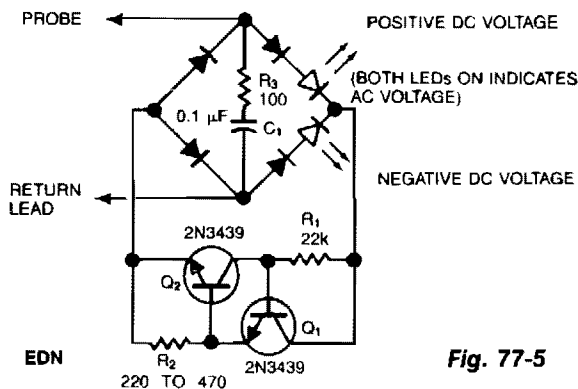 PROBE
POSITIVE DC VOLTAGE
(BOTH LEDs ON INDICATES
AC VOLTAGE)
R₃
100
0.1 µF
C₁
NEGATIVE DC VOLTAGE
RETURN
LEAD
R₁
22k
2N3439
Q₂
Q₁
R₂
220 TO 470
2N3439
EDN
Fig. 77-5